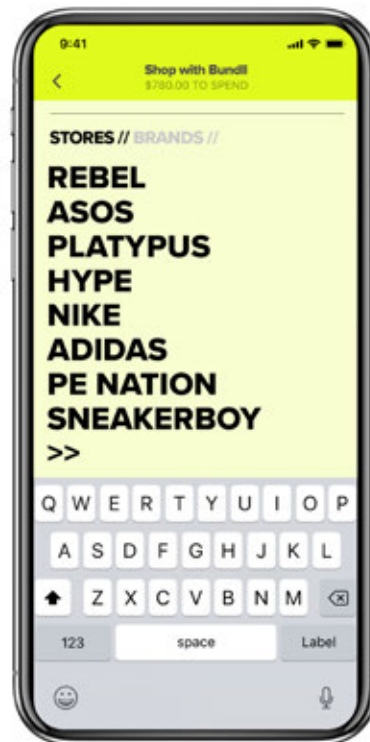 9:41
Shop with Bundll
$780.00 TO SPEND
STORES // BRANDS //
REBEL
ASOS
PLATYPUS
HYPE
NIKE
ADIDAS
PE NATION
SNEAKERBOY
>>
Q W E R T Y U I O P
A S D F G H J K L
Z X C V B N M
123 space Label